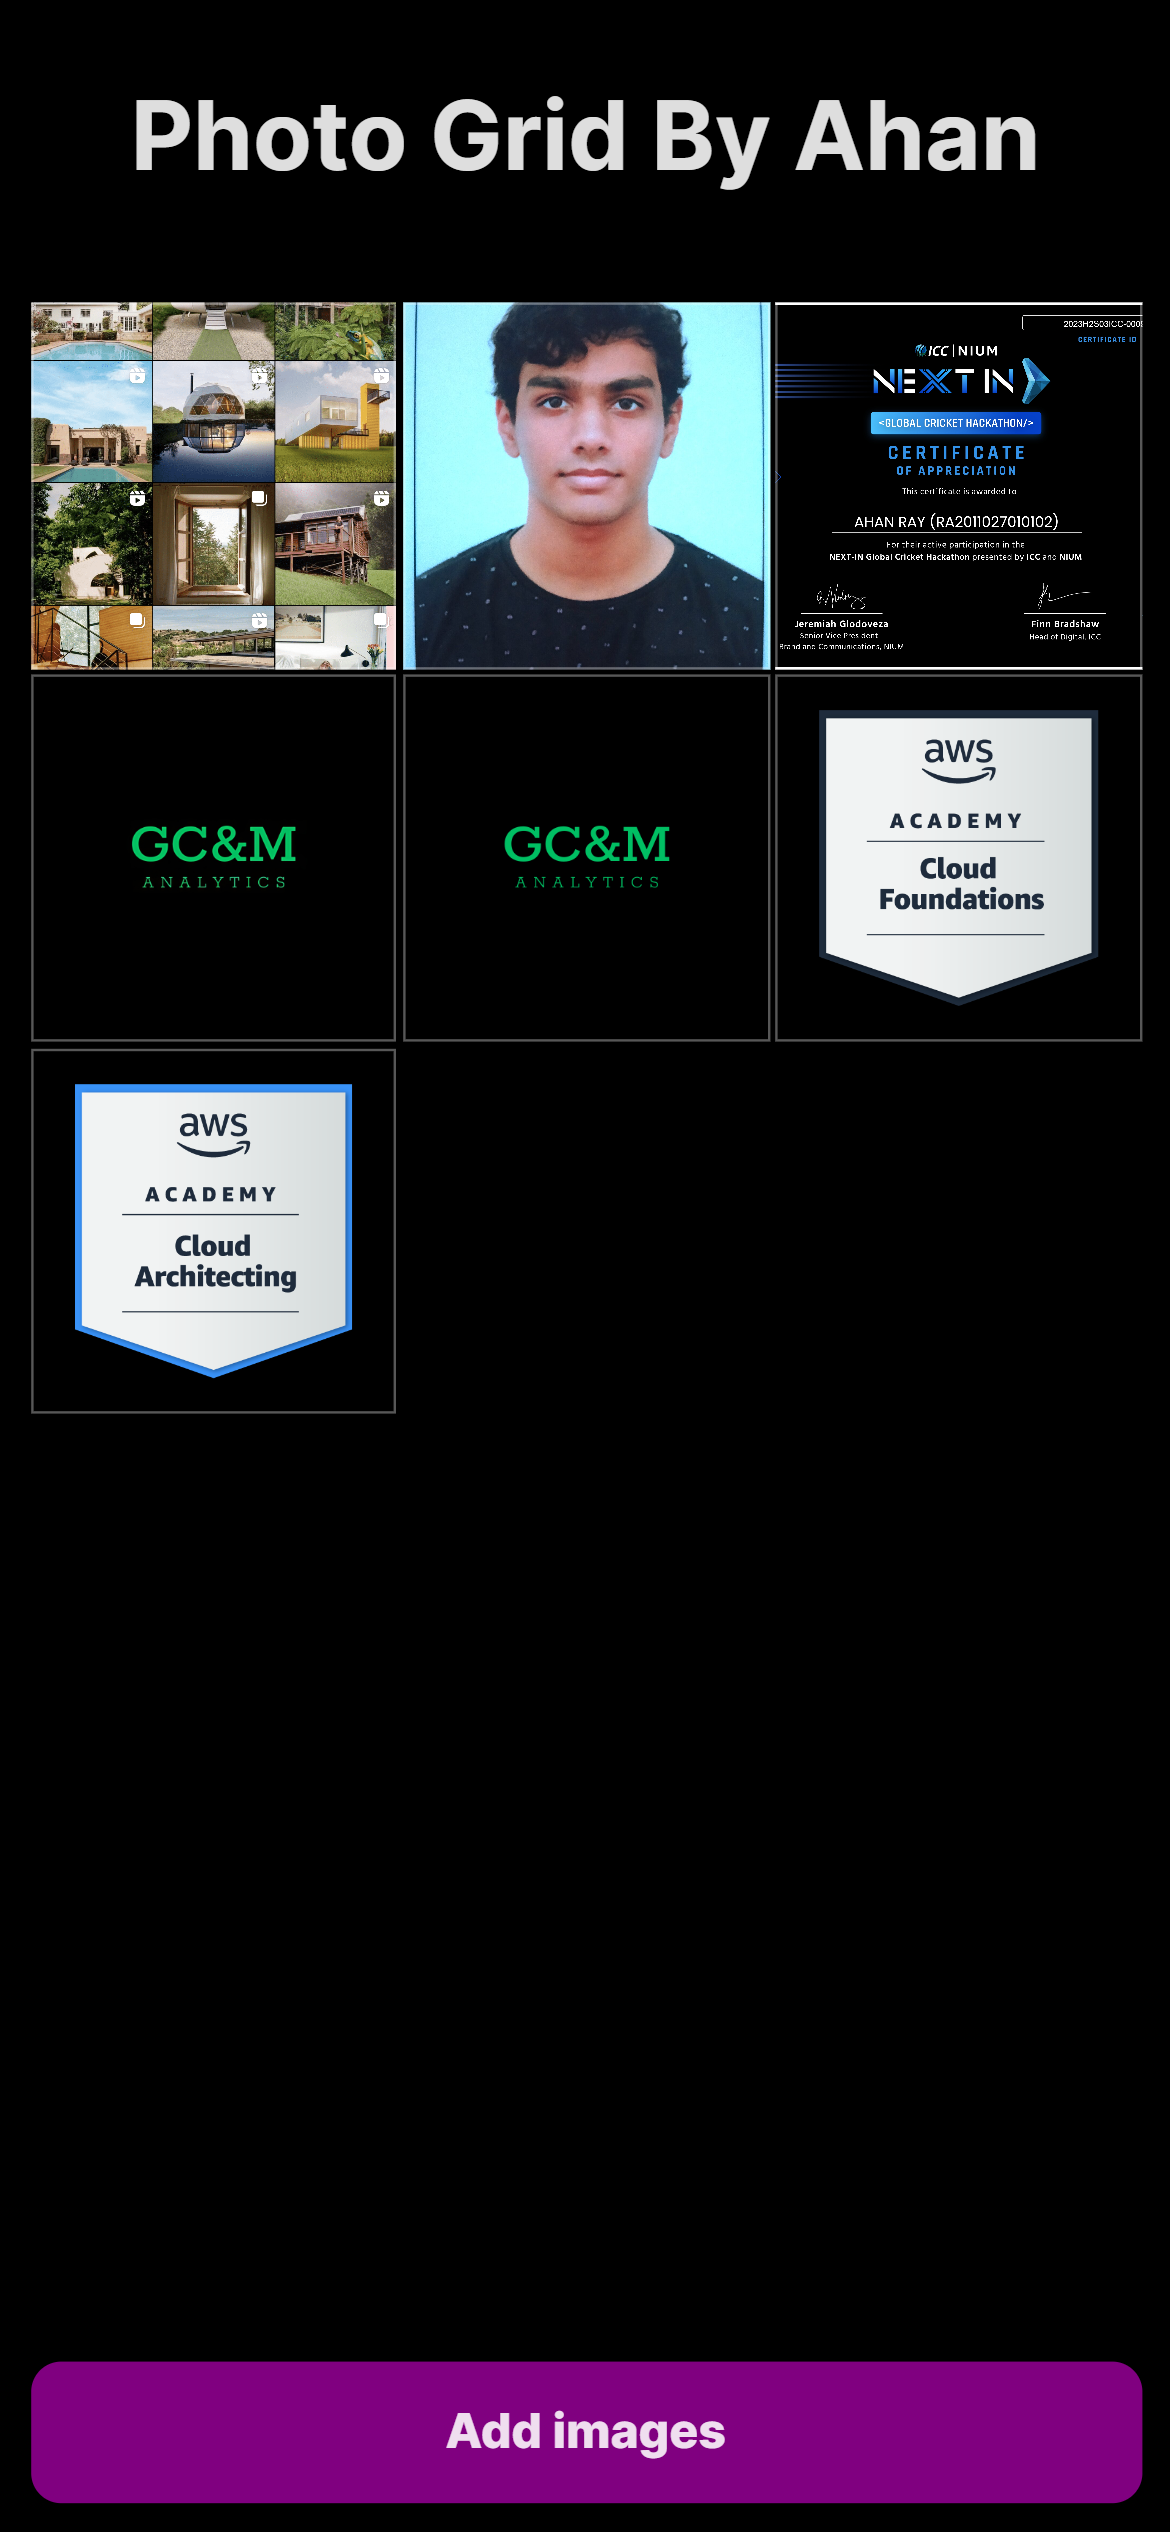 Photo Grid By Ahan
2023H2S03ICC-000
CERTIFICATE ID
ICC | NIUM
NEXT IN
<GLOBAL CRICKET HACKATHON/>
CERTIFICATE
OF APPRECIATION
This certificate is awarded to
AHAN RAY (RA2011027010102)
For their active participation in the
NEXT-IN Global Cricket Hackathon presented by ICC and NIUM
Jeremiah Glodoveza
Senior Vice President
Brand and Communications, NIUM
Finn Bradshaw
Head of Digital, ICC
GC&M
ANALYTICS
GC&M
ANALYTICS
aws
ACADEMY
Cloud
Foundations
aws
ACADEMY
Cloud
Architecting
Add images